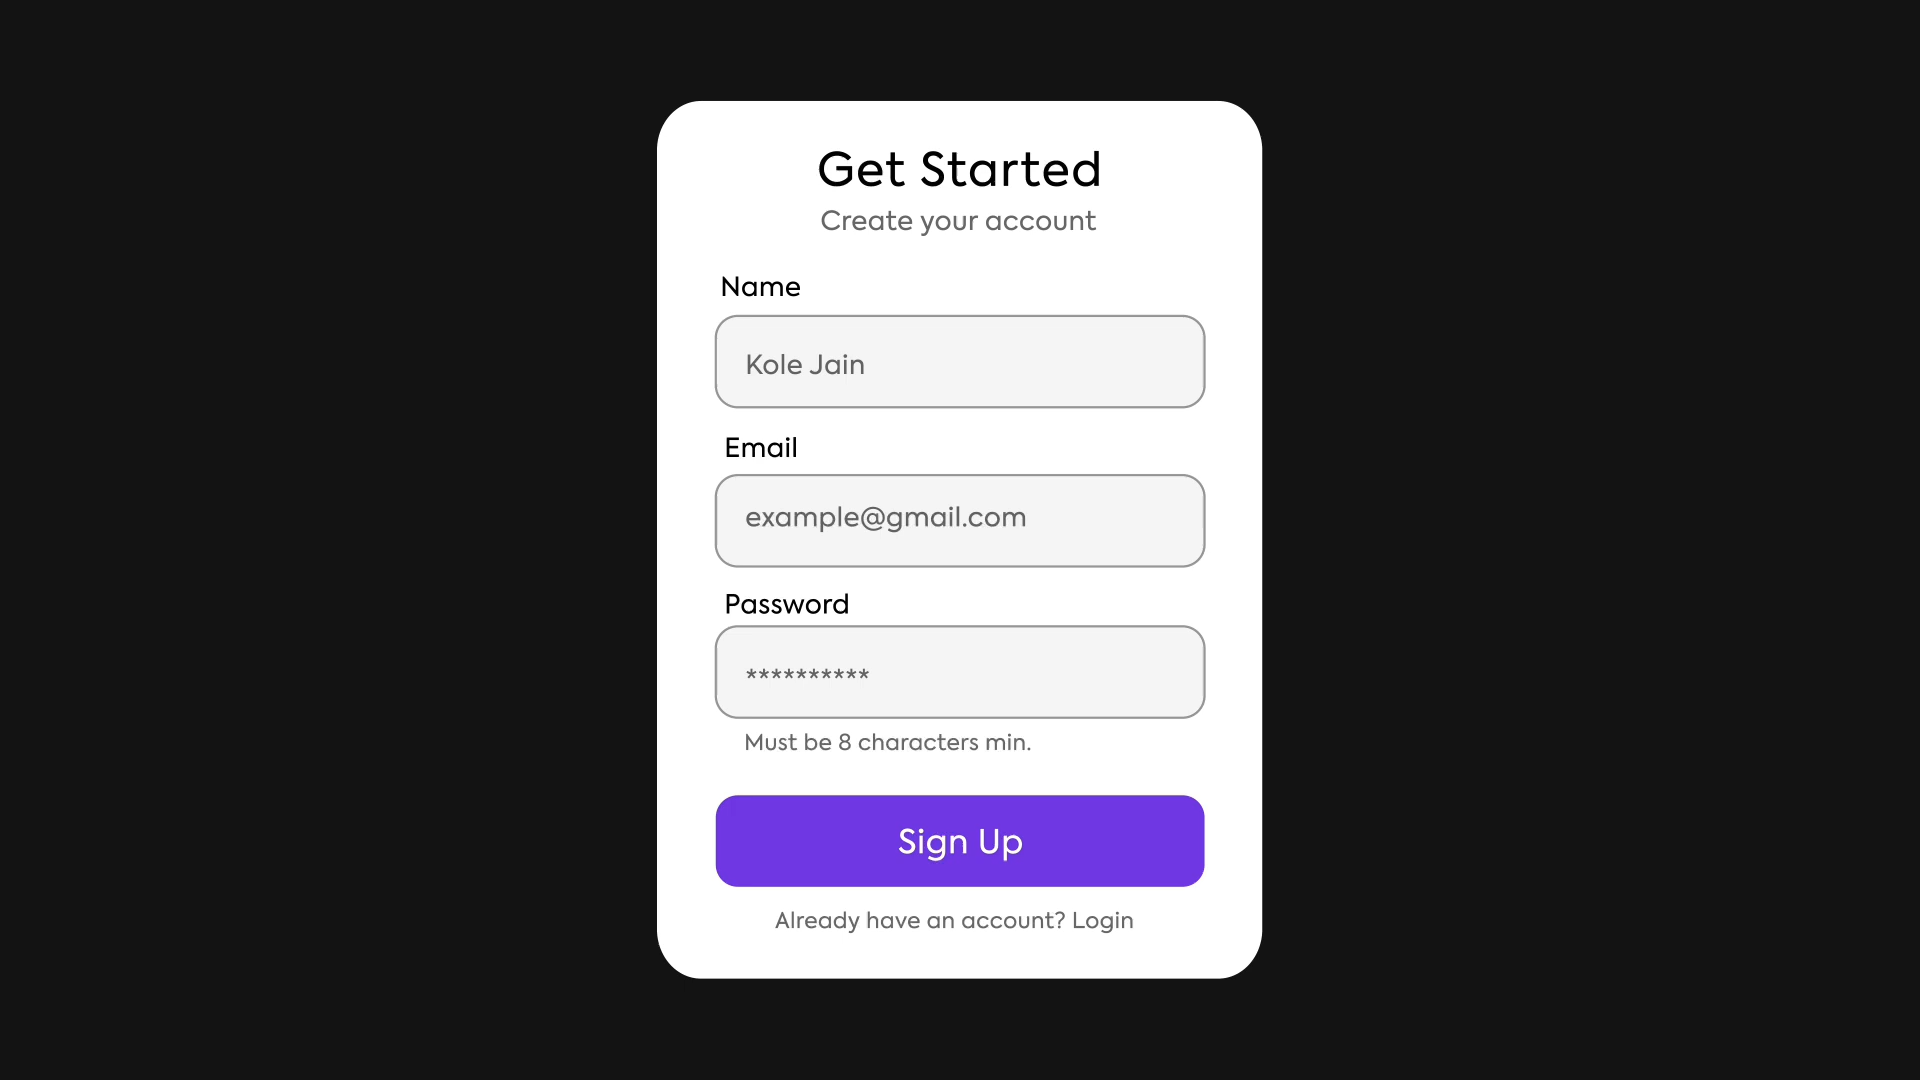 Get Started
Create your account
Name
Kole Jain
Email
example@gmail.com
Password
**********
Must be 8 characters min.
Sign Up
Already have an account? Login